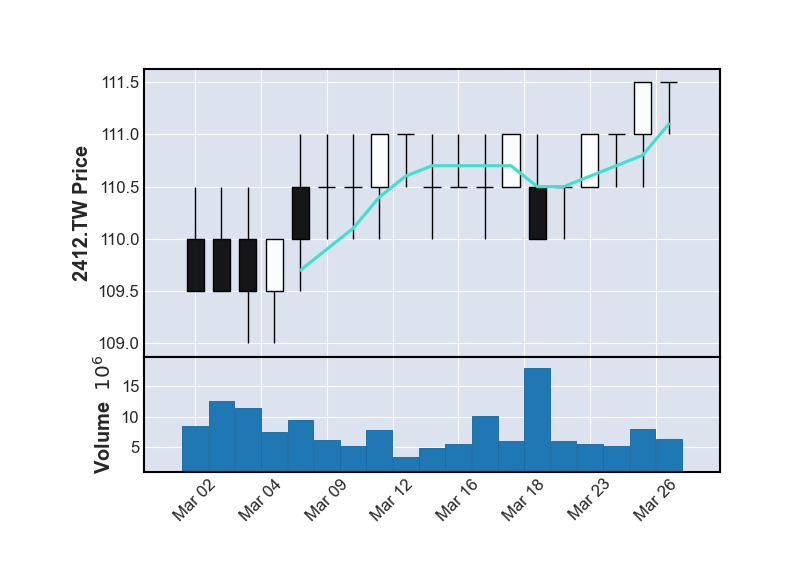 2412.TW Price
111.5
111.0
110.5
110.0
109.5
109.0
Volume 10^6
15
10
5
Mar 02
Mar 04
Mar 09
Mar 12
Mar 16
Mar 18
Mar 23
Mar 26